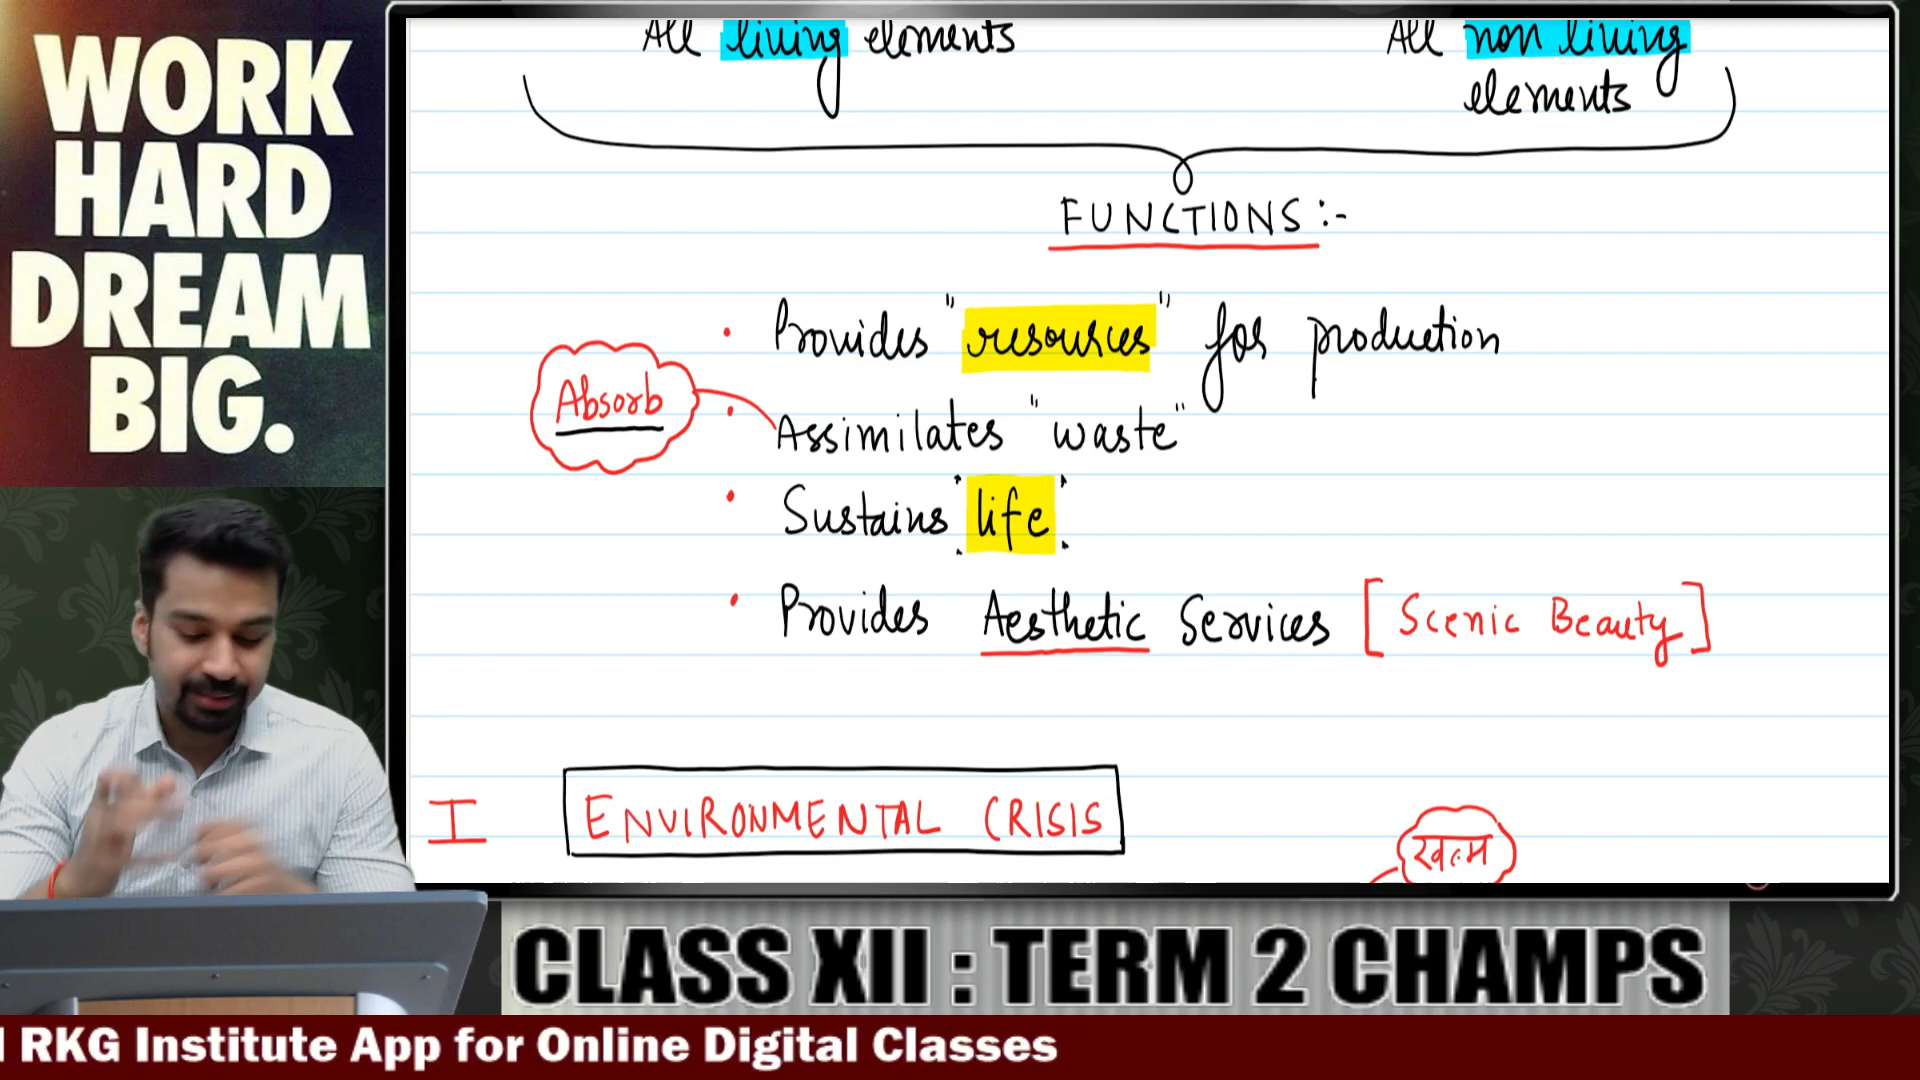 WORK
HARD
DREAM
BIG.
All living elements
All non living
elements
FUNCTIONS :-
• Provides "resources" for production
Absorb
• Assimilates "waste"
• Sustains life
• Provides Aesthetic Services [Scenic Beauty]
I ENVIRONMENTAL CRISIS
खत्म
CLASS XII : TERM 2 CHAMPS
RKG Institute App for Online Digital Classes